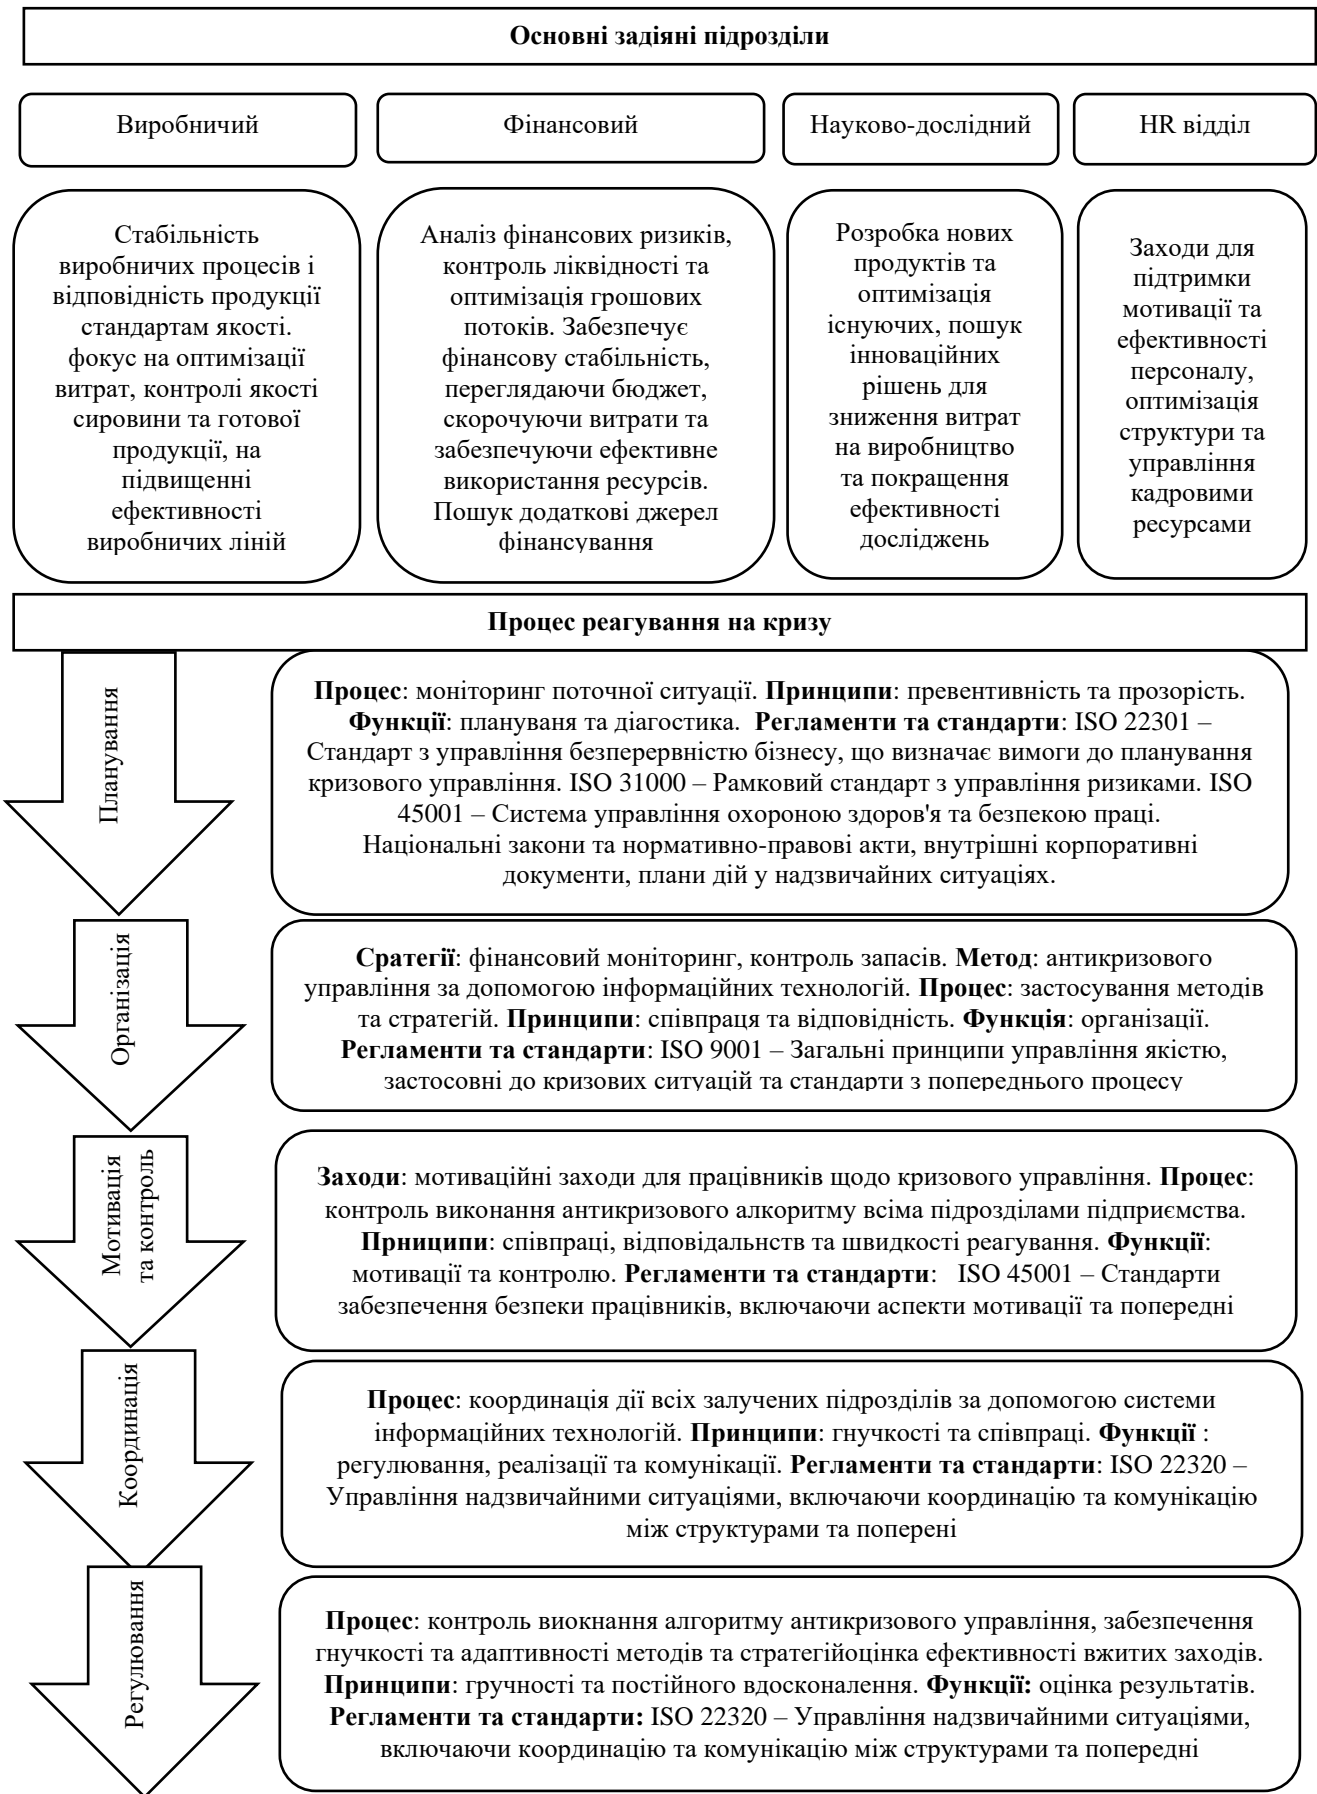 Основні задіяні підрозділи
Виробничий
Фінансовий
Науково-дослідний
HR відділ
Стабільність
виробничих процесів і
відповідність продукції
стандартам якості.
фокус на оптимізації
витрат, контролі якості
сировини та готової
продукції, на
підвищенні
ефективності
виробничих ліній
Аналіз фінансових ризиків,
контроль ліквідності та
оптимізація грошових
потоків. Забезпечує
фінансову стабільність,
переглядаючи бюджет,
скорочуючи витрати та
забезпечуючи ефективне
використання ресурсів.
Пошук додаткові джерел
фінансування
Розробка нових
продуктів та
оптимізація
існуючих, пошук
інноваційних
рішень для
зниження витрат
на виробництво
та покращення
ефективності
досліджень
Заходи для
підтримки
мотивації та
ефективності
персоналу,
оптимізація
структури та
управління
кадровими
ресурсами
Процес реагування на кризу
Планування
Процес: моніторинг поточної ситуації. Принципи: превентивність та прозорість.
Функції: плануваня та діагостика. Регламенти та стандарти: ISO 22301 –
Стандарт з управління безперервністю бізнесу, що визначає вимоги до планування
кризового управління. ISO 31000 – Рамковий стандарт з управління ризиками. ISO
45001 – Система управління охороною здоров'я та безпекою праці.
Національні закони та нормативно-правові акти, внутрішні корпоративні
документи, плани дій у надзвичайних ситуаціях.
Організація
Сратегії: фінансовий моніторинг, контроль запасів. Метод: антикризового
управління за допомогою інформаційних технологій. Процес: застосування методів
та стратегій. Принципи: співпраця та відповідність. Функція: організації.
Регламенти та стандарти: ISO 9001 – Загальні принципи управління якістю,
застосовні до кризових ситуацій та стандарти з попереднього процесу
Мотивація
та контроль
Заходи: мотиваційні заходи для працівників щодо кризового управління. Процес:
контроль виконання антикризового алгоритму всіма підрозділами підприємства.
Прниципи: співпраці, відповідальнств та швидкості реагування. Функції:
мотивації та контролю. Регламенти та стандарти: ISO 45001 – Стандарти
забезпечення безпеки працівників, включаючи аспекти мотивації та попередні
Координація
Процес: координація дії всіх залучених підрозділів за допомогою системи
інформаційних технологій. Принципи: гнучкості та співпраці. Функції :
регулювання, реалізації та комунікації. Регламенти та стандарти: ISO 22320 –
Управління надзвичайними ситуаціями, включаючи координацію та комунікацію
між структурами та поперені
Регулювання
Процес: контроль виокнання алгоритму антикризового управління, забезпечення
гнучкості та адаптивності методів та стратегійоцінка ефективності вжитих заходів.
Принципи: гручності та постійного вдосконалення. Функції: оцінка результатів.
Регламенти та стандарти: ISO 22320 – Управління надзвичайними ситуаціями,
включаючи координацію та комунікацію між структурами та попередні